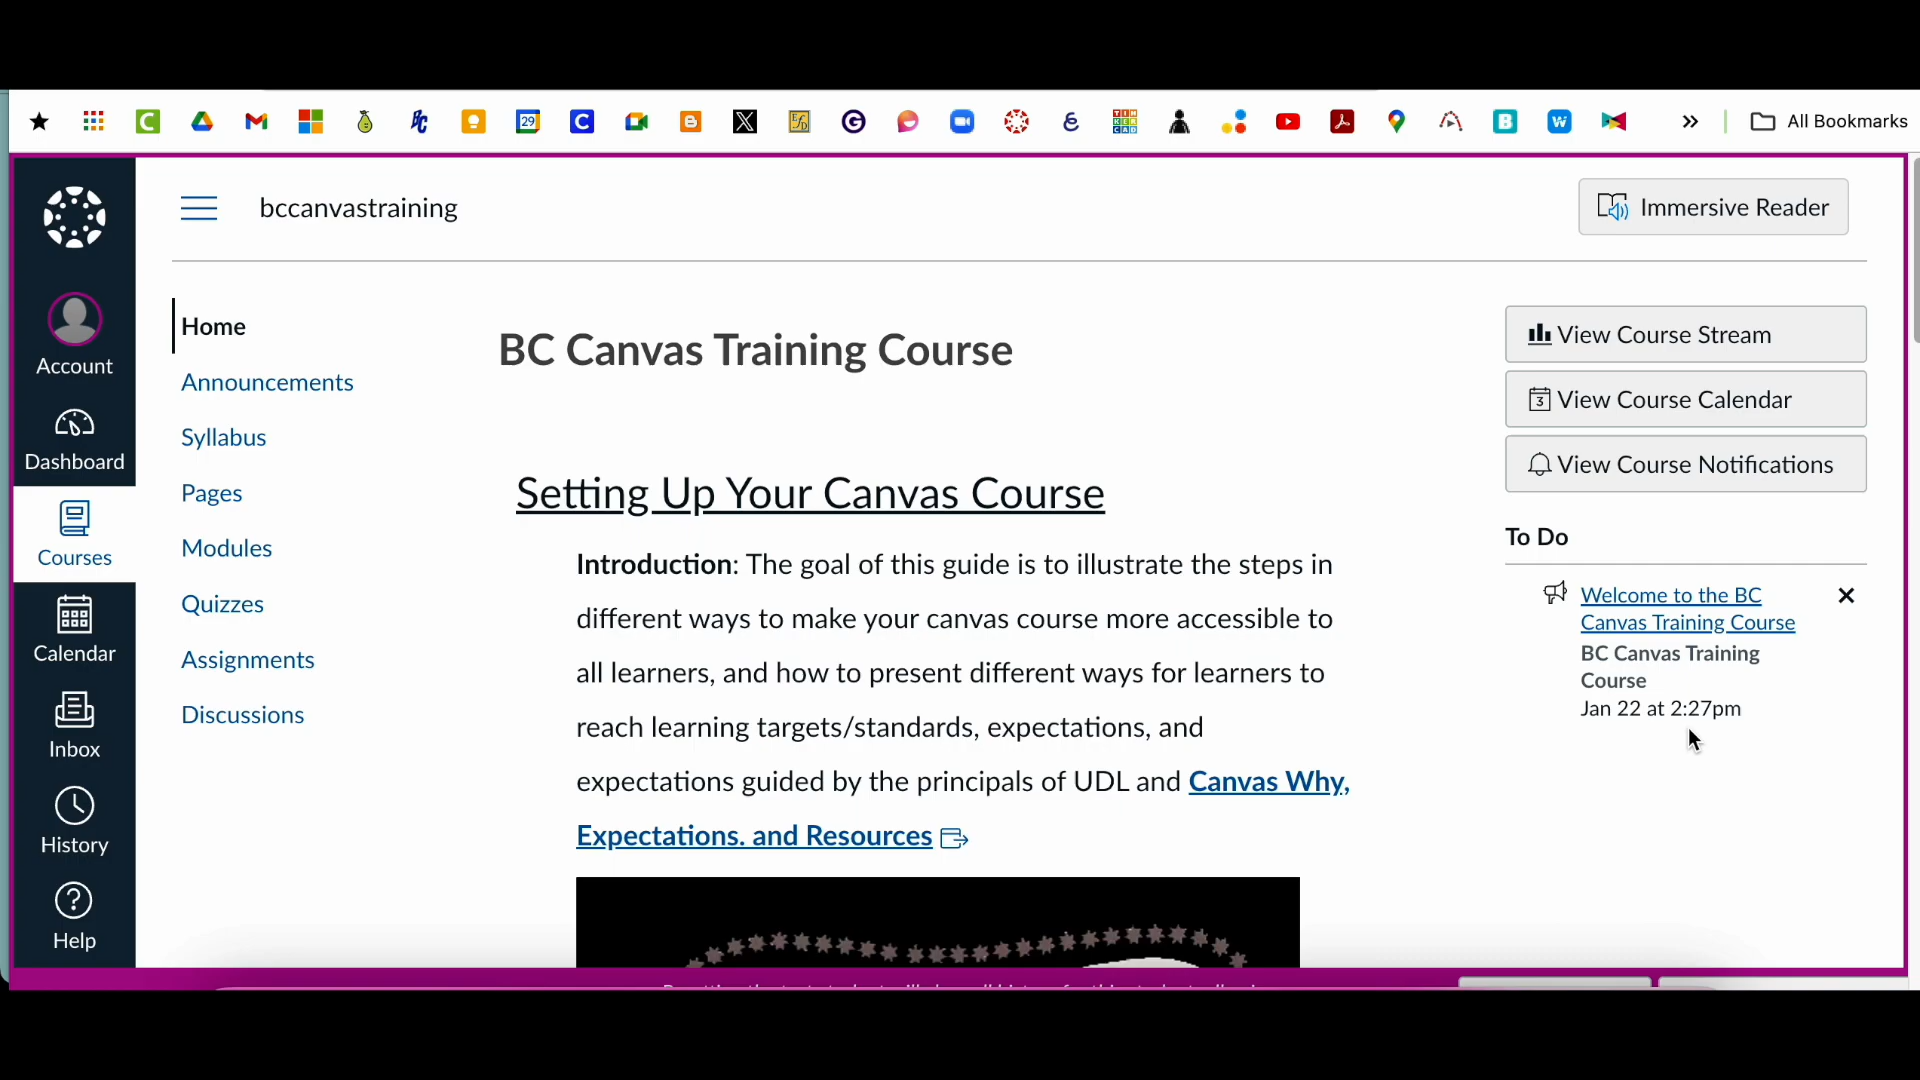 All Bookmarks
bccanvastraining
Immersive Reader
Account
Dashboard
Courses
Calendar
Inbox
History
Help
Home
Announcements
Syllabus
Pages
Modules
Quizzes
Assignments
Discussions
BC Canvas Training Course
Setting Up Your Canvas Course
Introduction: The goal of this guide is to illustrate the steps in
different ways to make your canvas course more accessible to
all learners, and how to present different ways for learners to
reach learning targets/standards, expectations, and
expectations guided by the principals of UDL and Canvas Why,
Expectations. and Resources
View Course Stream
View Course Calendar
View Course Notifications
To Do
Welcome to the BC
Canvas Training Course
BC Canvas Training
Course
Jan 22 at 2:27pm